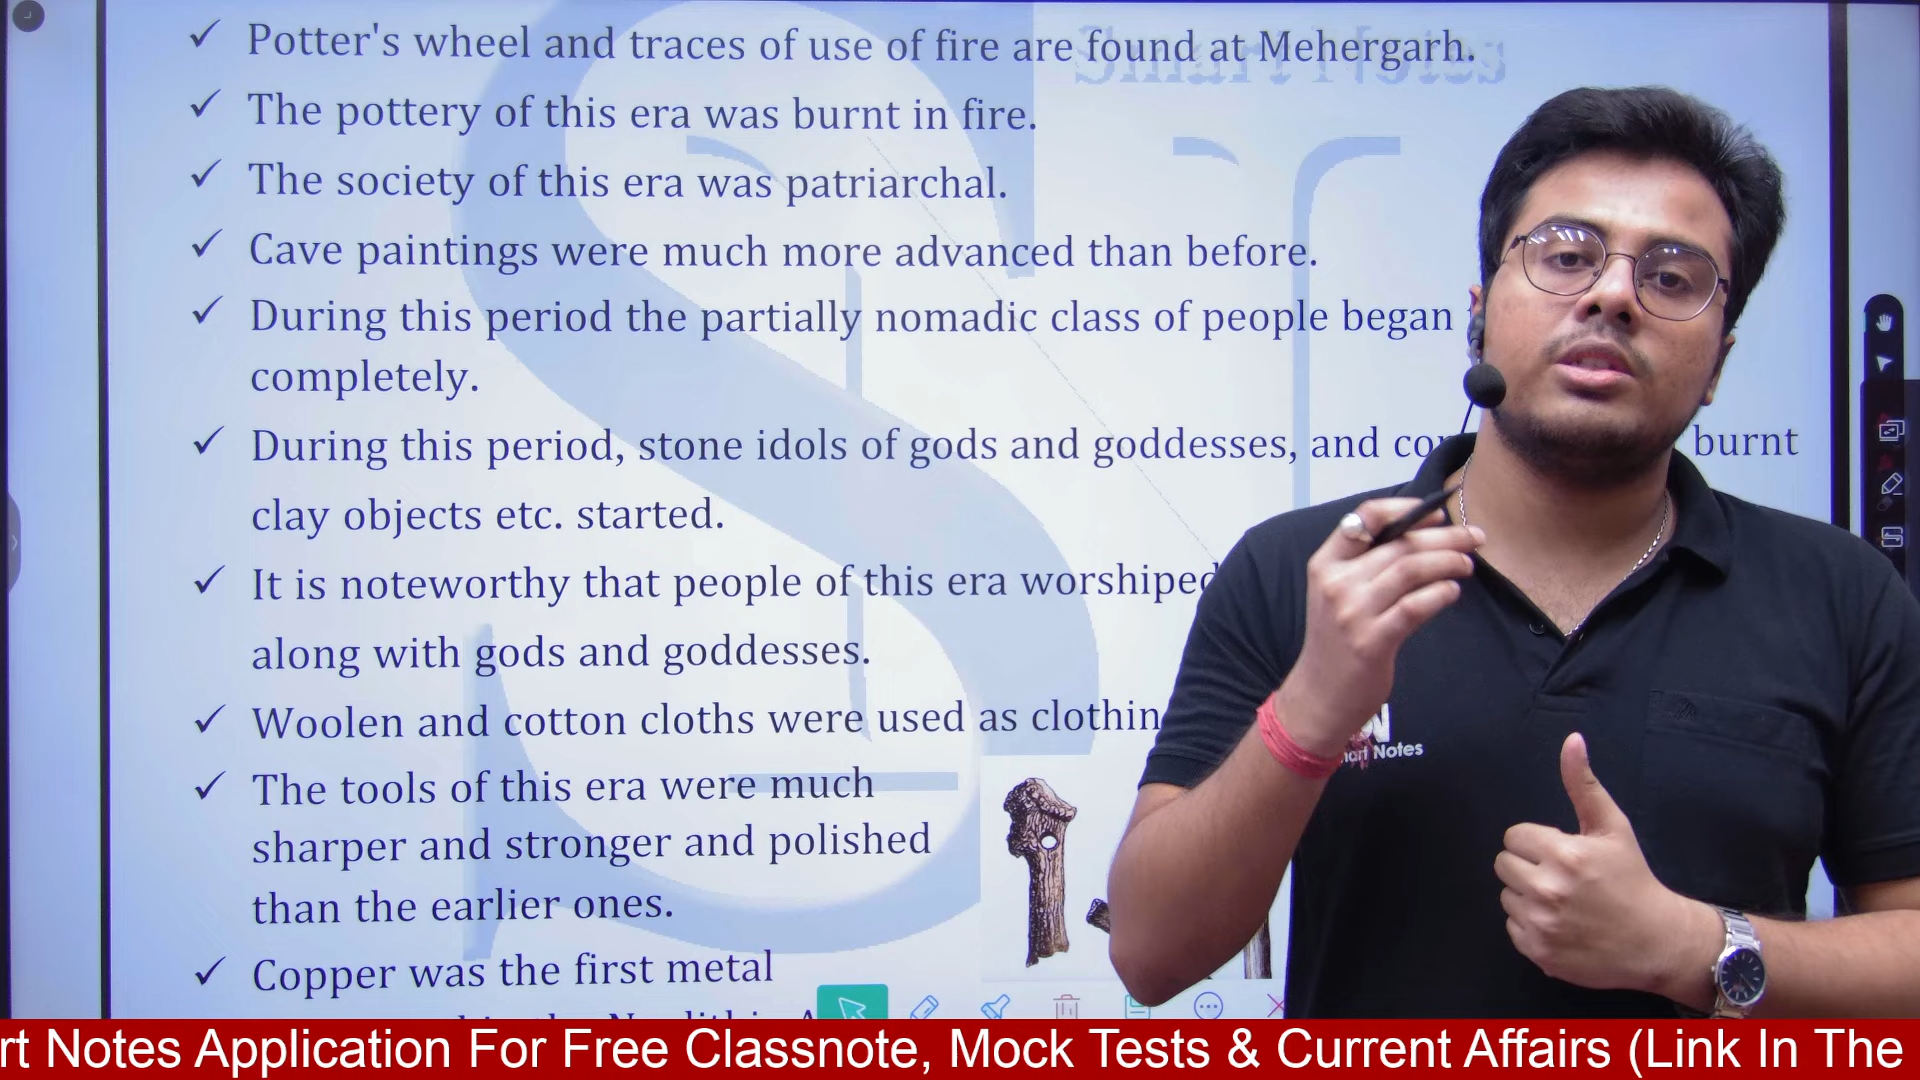 Smart Notes
✓ Potter's wheel and traces of use of fire are found at Mehergarh.
✓ The pottery of this era was burnt in fire.
✓ The society of this era was patriarchal.
✓ Cave paintings were much more advanced than before.
✓ During this period the partially nomadic class of people began
completely.
✓ During this period, stone idols of gods and goddesses, and burnt
clay objects etc. started.
✓ It is noteworthy that people of this era worshiped
along with gods and goddesses.
✓ Woolen and cotton cloths were used as clothin
✓ The tools of this era were much
sharper and stronger and polished
than the earlier ones.
✓ Copper was the first metal
Notes
rt Notes Application For Free Classnote, Mock Tests & Current Affairs (Link In The